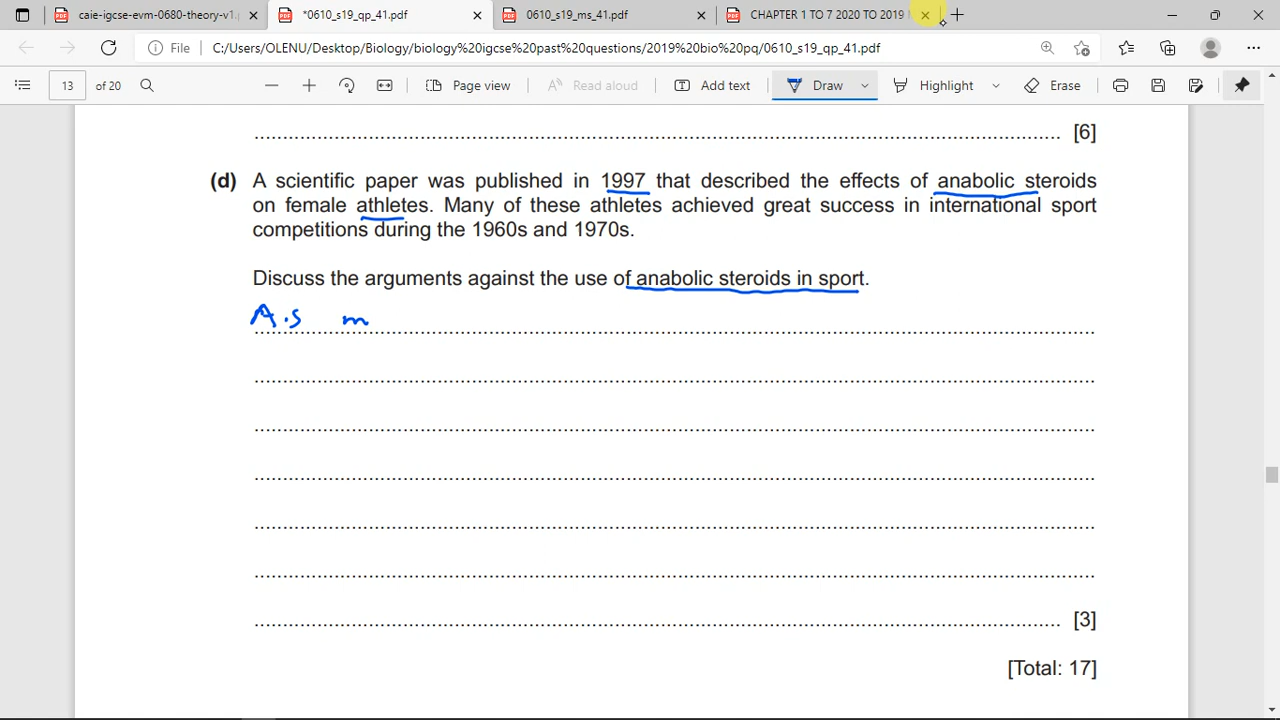 caie-igcse-evm-0680-theory-v1.
*0610_s19_qp_41.pdf
0610_s19_ms_41.pdf
CHAPTER 1 TO 7 2020 TO 2019
File C:/Users/OLENU/Desktop/Biology/biology%20igcse%20past%20questions/2019%20bio%20pq/0610_s19_qp_41.pdf
13 of 20 Page view Read aloud Add text Draw Highlight Erase
[6]
(d) A scientific paper was published in 1997 that described the effects of anabolic steroids
on female athletes. Many of these athletes achieved great success in international sport
competitions during the 1960s and 1970s.
Discuss the arguments against the use of anabolic steroids in sport.
A.s m
[3]
[Total: 17]